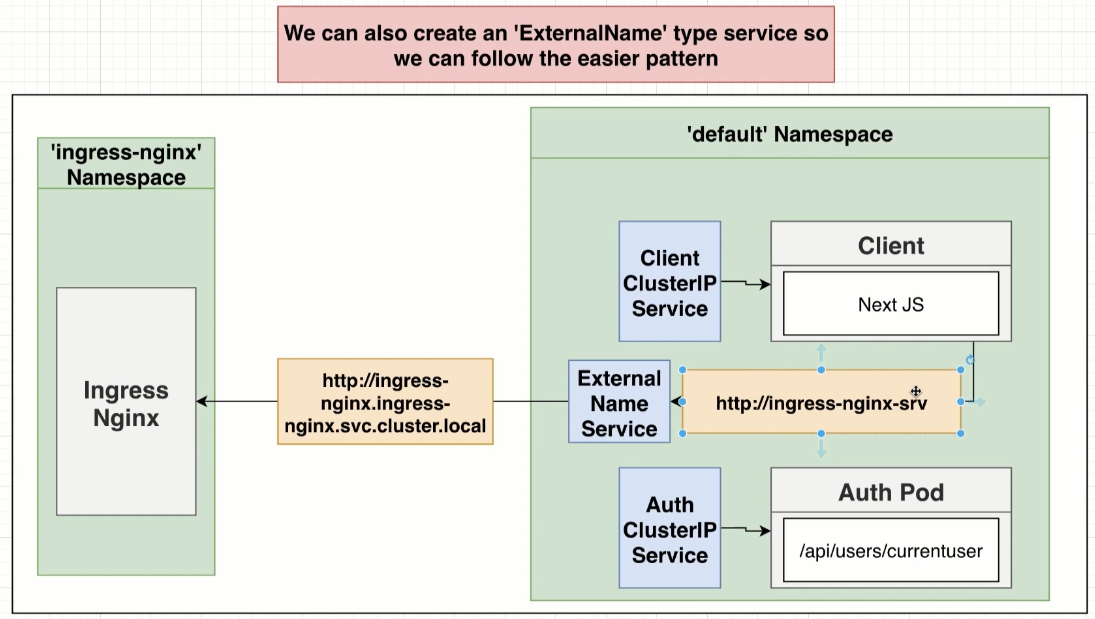 We can also create an 'ExternalName' type service so
we can follow the easier pattern
'ingress-nginx'
Namespace
Ingress
Nginx
http://ingress-
nginx.ingress-
nginx.svc.cluster.local
'default' Namespace
Client
ClusterIP
Service
Client
Next JS
External
Name
Service
http://ingress-nginx-srv
Auth
ClusterIP
Service
Auth Pod
/api/users/currentuser